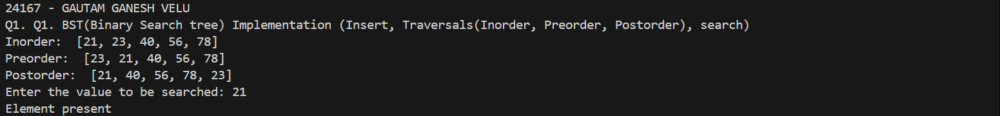 24167 - GAUTAM GANESH VELU
Q1. Q1. BST(Binary Search tree) Implementation (Insert, Traversals(Inorder, Preorder, Postorder), search)
Inorder:  [21, 23, 40, 56, 78]
Preorder:  [23, 21, 40, 56, 78]
Postorder:  [21, 40, 56, 78, 23]
Enter the value to be searched: 21
Element present